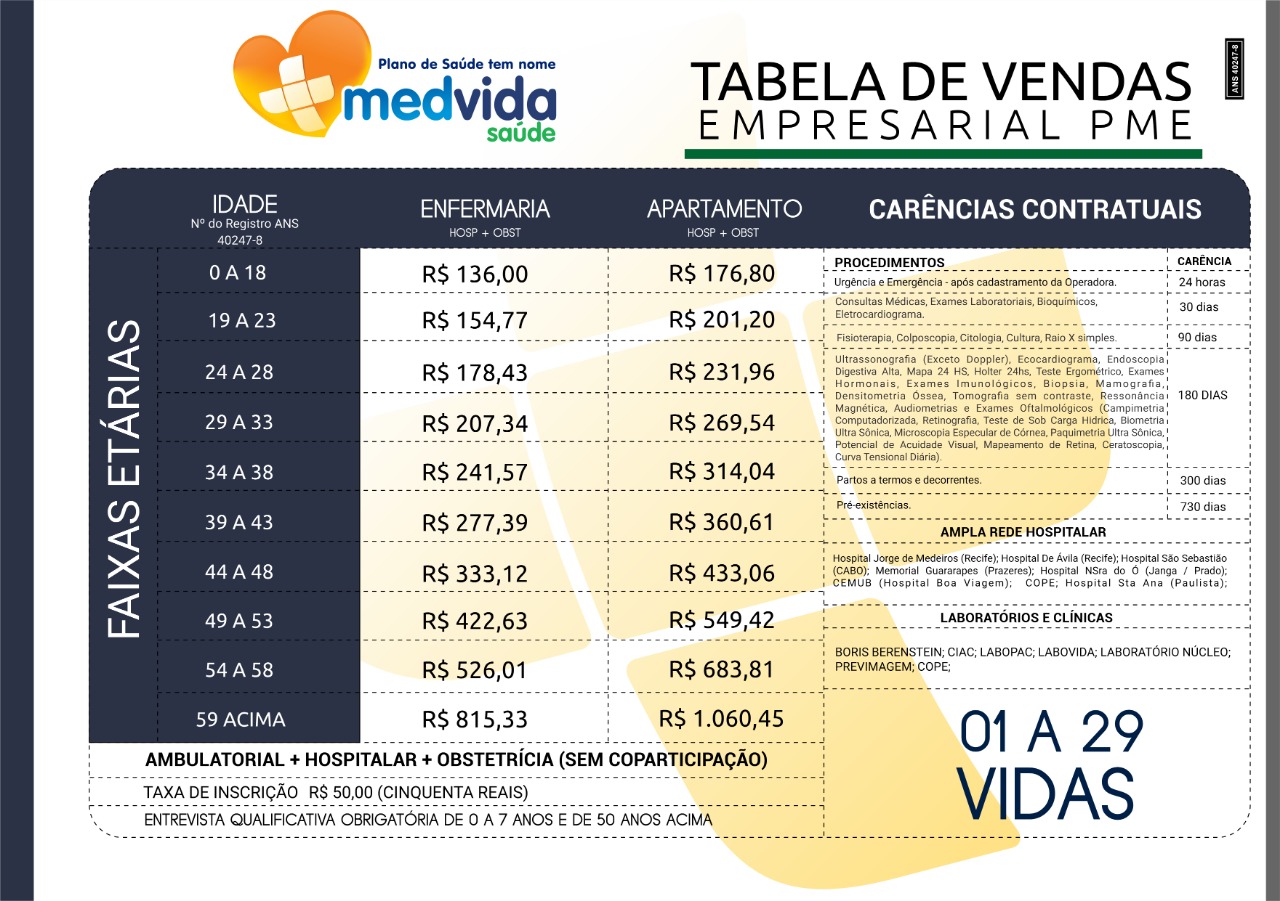 Plano de Saúde tem nome
medvida
saúde
TABELA DE VENDAS
EMPRESARIAL PME
ANS 40247-8
IDADE
Nº do Registro ANS
40247-8
ENFERMARIA
HOSP + OBST
APARTAMENTO
HOSP + OBST
CARÊNCIAS CONTRATUAIS
FAIXAS ETÁRIAS
0 A 18 R$ 136,00 R$ 176,80
19 A 23 R$ 154,77 R$ 201,20
24 A 28 R$ 178,43 R$ 231,96
29 A 33 R$ 207,34 R$ 269,54
34 A 38 R$ 241,57 R$ 314,04
39 A 43 R$ 277,39 R$ 360,61
44 A 48 R$ 333,12 R$ 433,06
49 A 53 R$ 422,63 R$ 549,42
54 A 58 R$ 526,01 R$ 683,81
59 ACIMA R$ 815,33 R$ 1.060,45
AMBULATORIAL + HOSPITALAR + OBSTETRÍCIA (SEM COPARTICIPAÇÃO)
TAXA DE INSCRIÇÃO R$ 50,00 (CINQUENTA REAIS)
ENTREVISTA QUALIFICATIVA OBRIGATÓRIA DE 0 A 7 ANOS E DE 50 ANOS ACIMA
PROCEDIMENTOS CARÊNCIA
Urgência e Emergência - após cadastramento da Operadora. 24 horas
Consultas Médicas, Exames Laboratoriais, Bioquímicos,
Eletrocardiograma.
30 dias
Fisioterapia, Colposcopia, Citologia, Cultura, Raio X simples. 90 dias
Ultrassonografia (Exceto Doppler), Ecocardiograma, Endoscopia
Digestiva Alta, Mapa 24 HS, Holter 24hs, Teste Ergométrico, Exames
Hormonais, Exames Imunológicos, Biopsia, Mamografia,
Densitometria Óssea, Tomografia sem contraste, Ressonância
Magnética, Audiometrias e Exames Oftalmológicos (Campimetria
Computadorizada, Retinografia, Teste de Sob Carga Hidrica, Biometria
Ultra Sônica, Microscopia Especular de Córnea, Paquimetria Ultra Sônica,
Potencial de Acuidade Visual, Mapeamento de Retina, Ceratoscopia,
Curva Tensional Diária).
180 DIAS
Partos a termos e decorrentes. 300 dias
Pré-existências. 730 dias
AMPLA REDE HOSPITALAR
Hospital Jorge de Medeiros (Recife); Hospital De Ávila (Recife); Hospital São Sebastião
(CABO); Memorial Guararapes (Prazeres); Hospital NSra do Ó (Janga / Prado);
CEMUB (Hospital Boa Viagem); COPE; Hospital Sta Ana (Paulista);
LABORATÓRIOS E CLÍNICAS
BORIS BERENSTEIN; CIAC; LABOPAC; LABOVIDA; LABORATÓRIO NÚCLEO;
PREVIMAGEM; COPE;
01 A 29
VIDAS